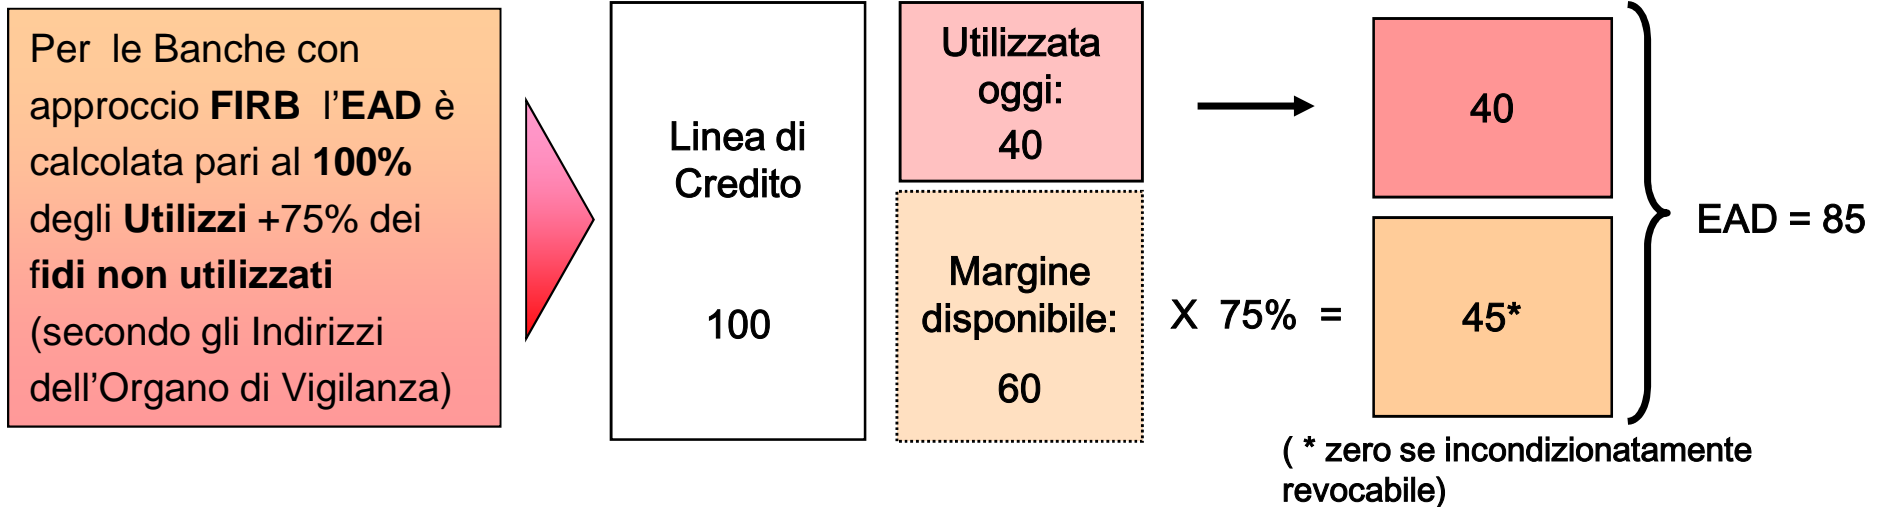 Per le Banche con
approccio FIRB l'EAD è
calcolata pari al 100%
degli Utilizzi +75% dei
fidi non utilizzati
(secondo gli Indirizzi
dell'Organo di Vigilanza)
Linea di
Credito
100
Utilizzata
oggi:
40
Margine
disponibile:
60
X 75% =
40
45*
EAD = 85
( * zero se incondizionatamente
revocabile)